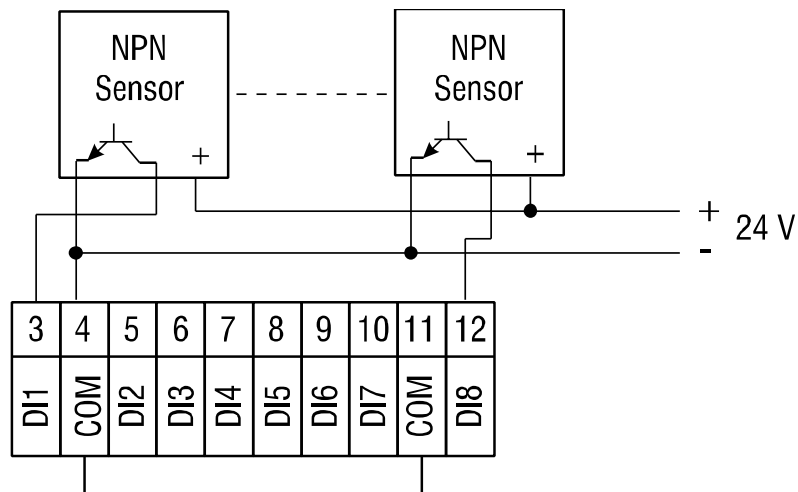 NPN
Sensor
+
NPN
Sensor
+
+
24 V
-
3 4 5 6 7 8 9 10 11 12
DI1 COM DI2 DI3 DI4 DI5 DI6 DI7 COM DI8